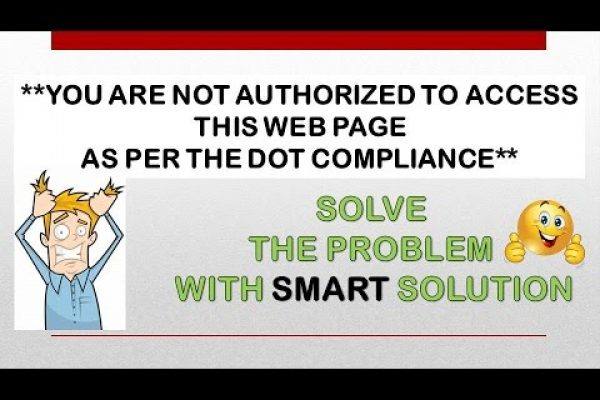 **YOU ARE NOT AUTHORIZED TO ACCESS
THIS WEB PAGE
AS PER THE DOT COMPLIANCE**
SOLVE
THE PROBLEM
WITH SMART SOLUTION